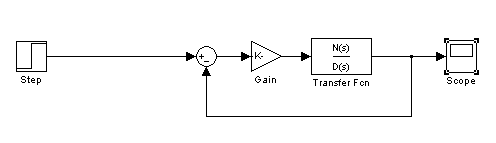 K-
N(s)
D(s)
Step
Gain
Transfer Fcn
Scope